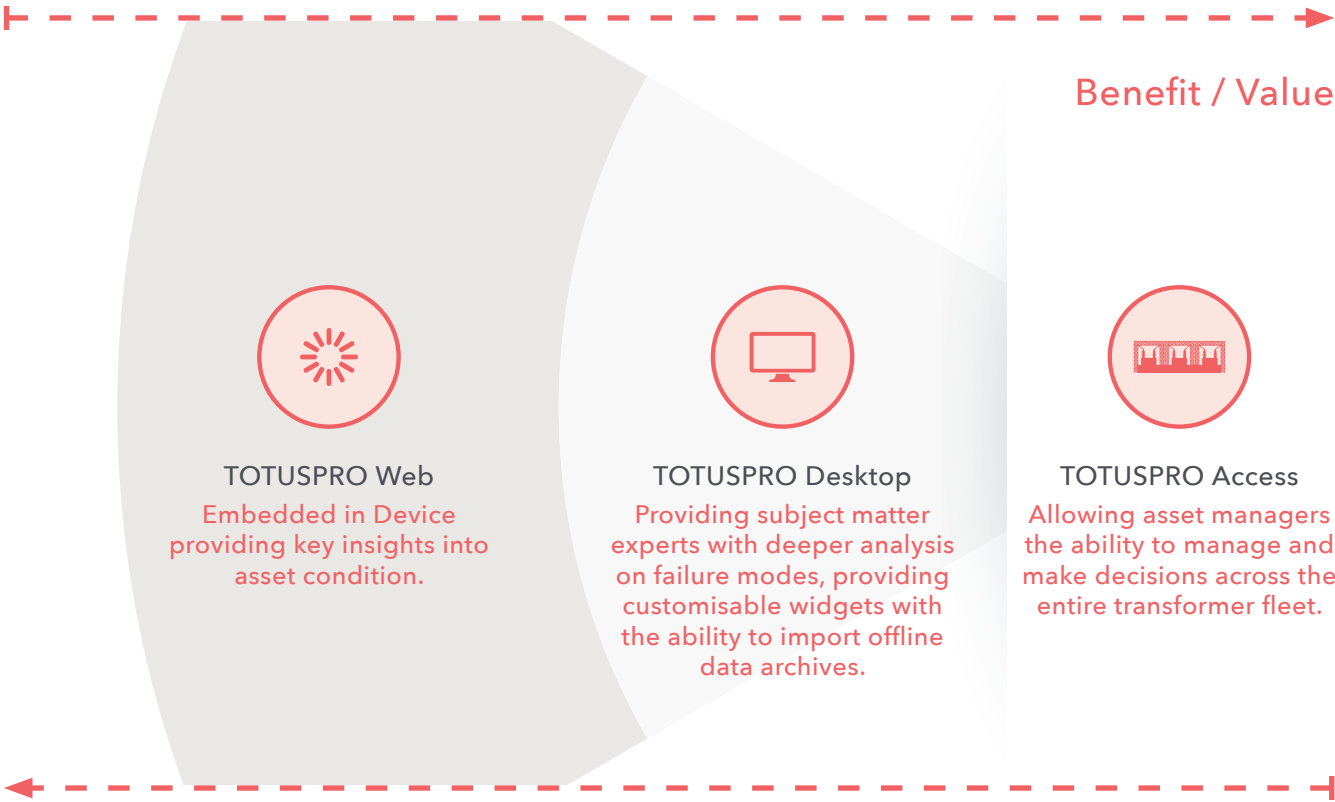 Benefit / Value
TOTUSPRO Web
Embedded in Device
providing key insights into
asset condition.
TOTUSPRO Desktop
Providing subject matter
experts with deeper analysis
on failure modes, providing
customisable widgets with
the ability to import offline
data archives.
TOTUSPRO Access
Allowing asset managers
the ability to manage and
make decisions across the
entire transformer fleet.